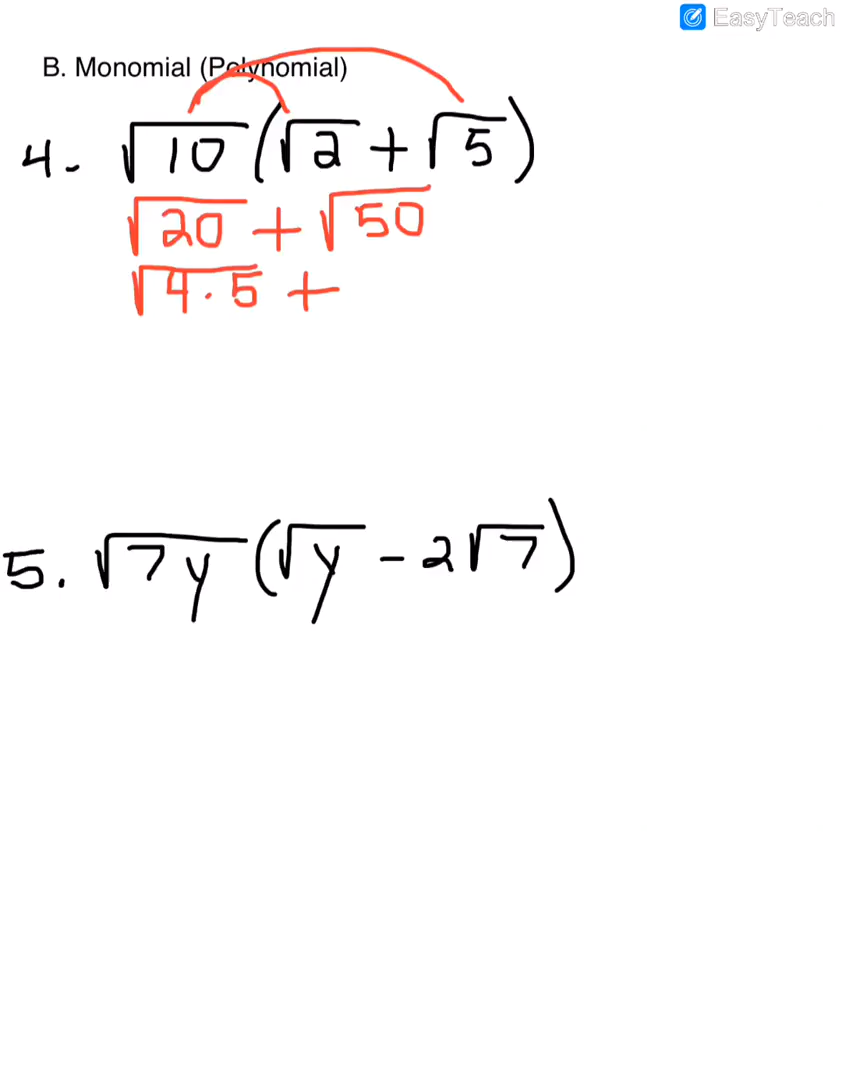 EasyTeach
B. Monomial (Polynomial)
4. √10(√2 + √5)
√20 + √50
√4·5 +
5. √7y(√y - 2√7)